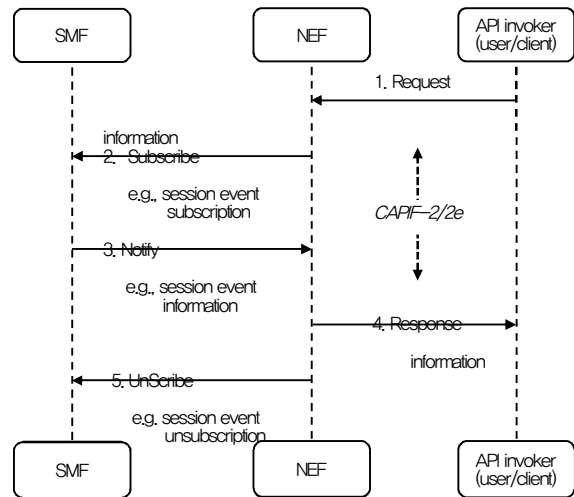 SMF
NEF
API invoker
(user/client)
1. Request
information
2. Subscribe
e.g., session event
subscription
CAPIF-2/2e
3. Notify
e.g., session event
information
4. Response
information
5. UnScribe
e.g. session event
unsubscription
SMF
NEF
API invoker
(user/client)